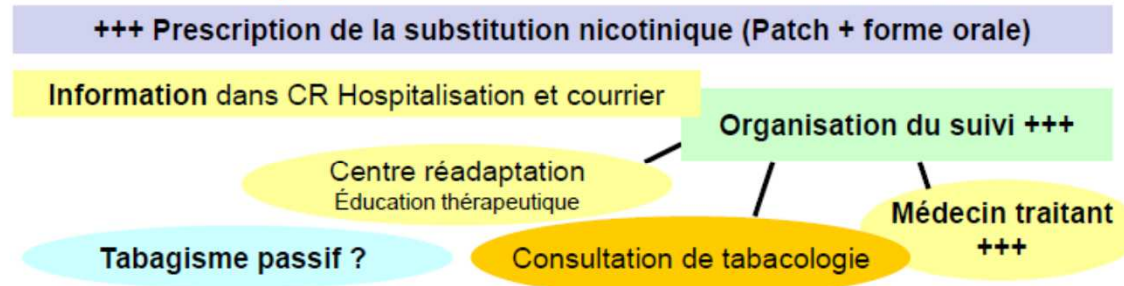 +++ Prescription de la substitution nicotinique (Patch + forme orale)
Information dans CR Hospitalisation et courrier
Organisation du suivi +++
Centre réadaptation
Éducation thérapeutique
Médecin traitant
+++
Tabagisme passif ?
Consultation de tabacologie